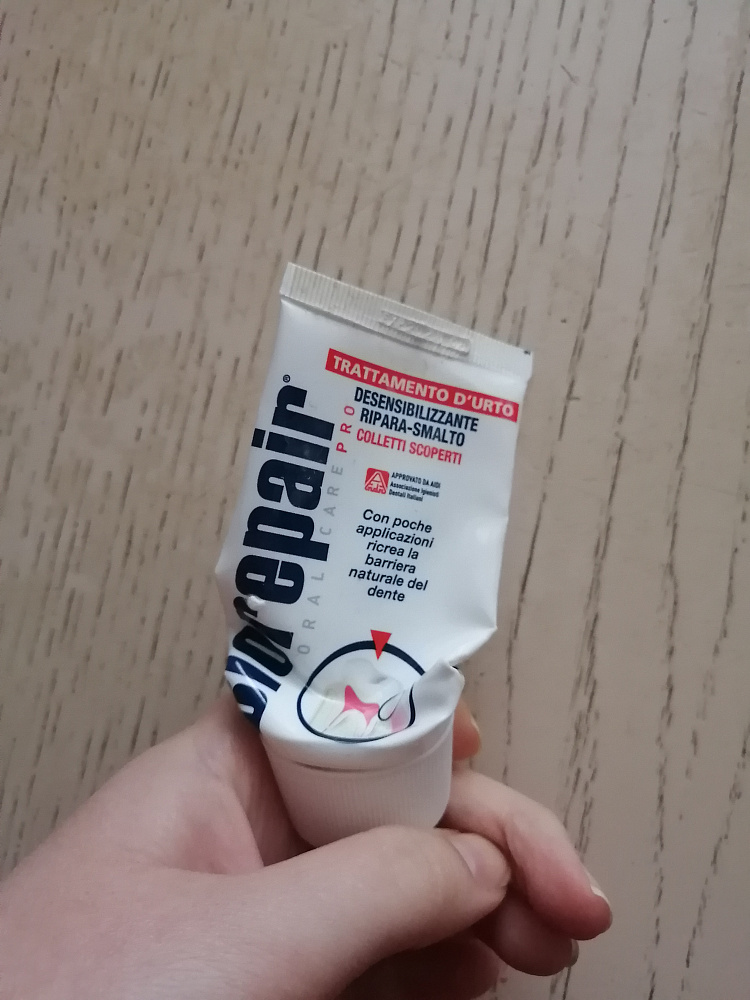 Biorepair®
ORAL CARE PRO
TRATTAMENTO D'URTO
DESENSIBILIZZANTE
RIPARA-SMALTO
COLLETTI SCOPERTI
APPROVATO DA AIDI
Associazione Igienisti
Dentali Italiani
Con poche
applicazioni
ricrea la
barriera
naturale del
dente